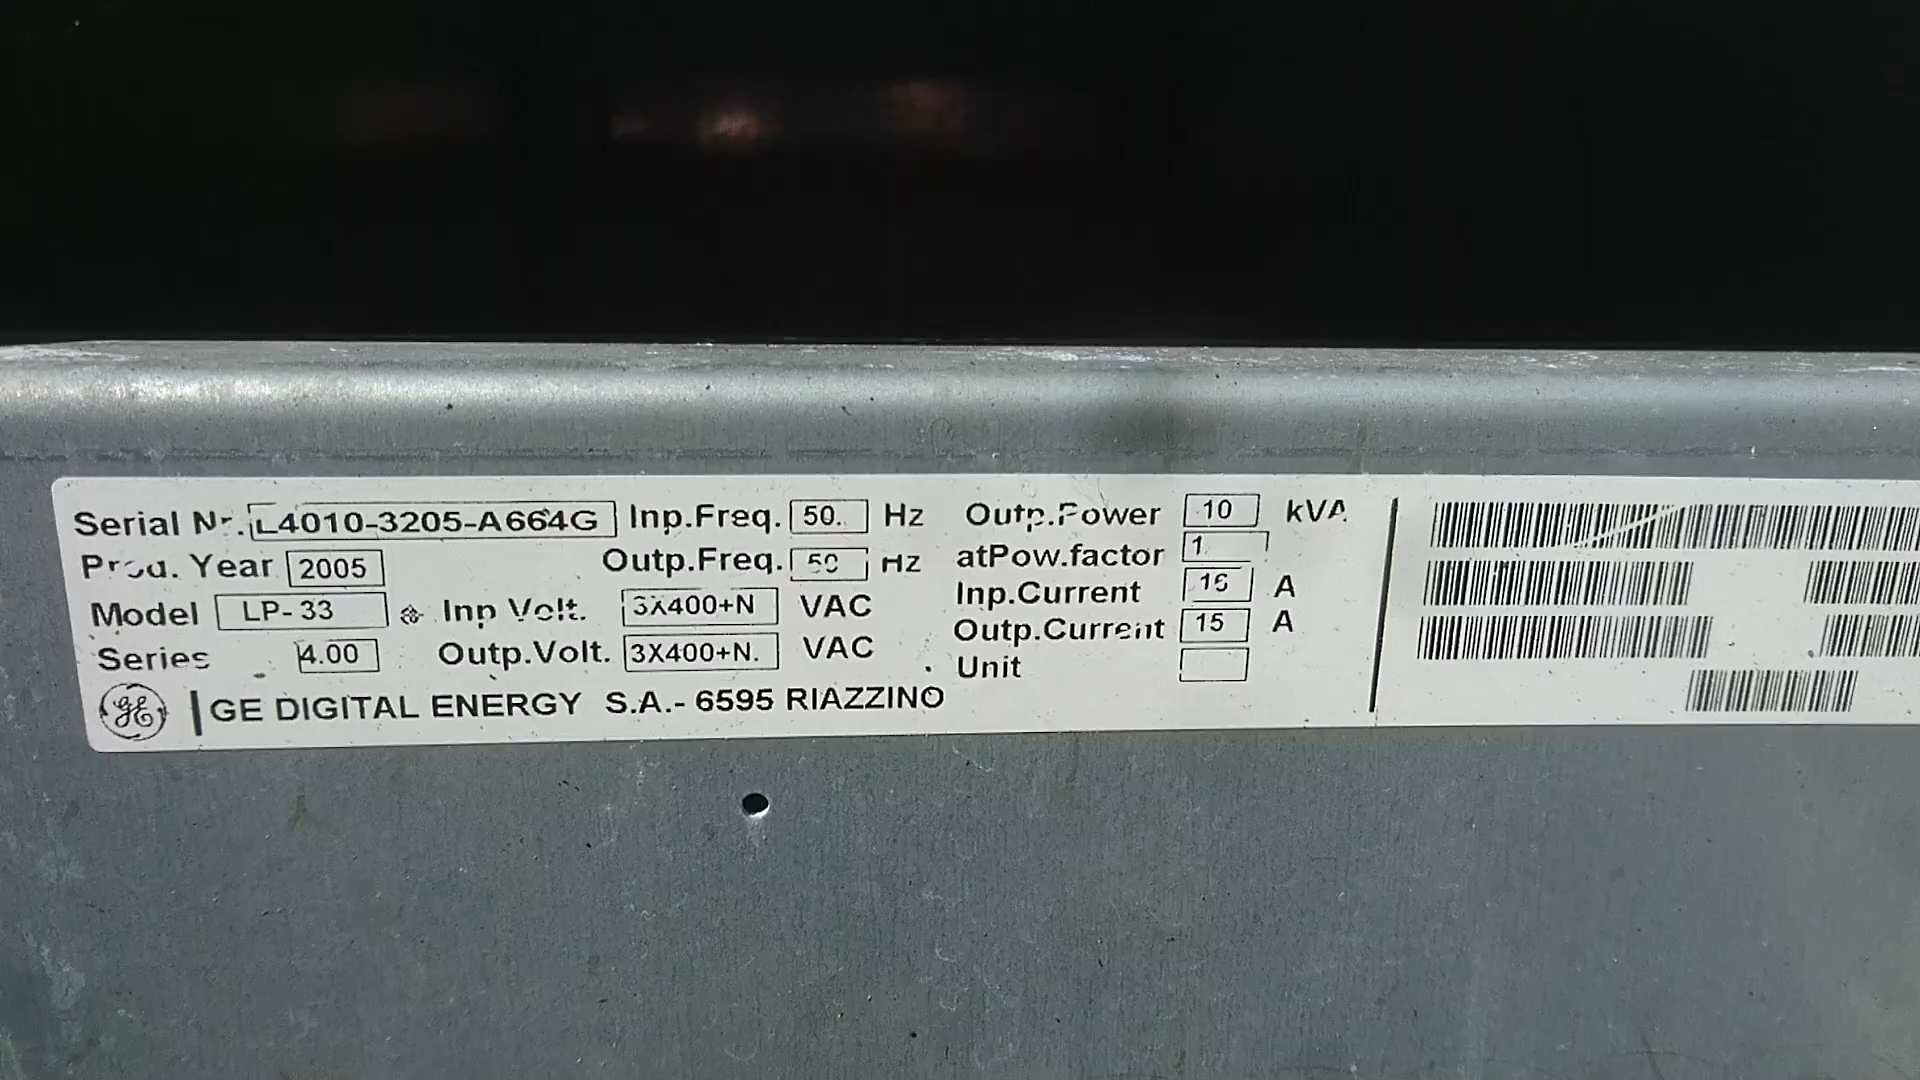 Serial Nr. L4010-3205-A664G Inp.Freq. 50. Hz Outp.Power 10 kVA
Prod. Year 2005 Outp.Freq. 50 Hz atPow.factor 1
Model LP-33 Inp Volt. 3X400+N VAC Inp.Current 16 A
Series 4.00 Outp.Volt. 3X400+N. VAC Outp.Current 15 A
Unit
GE GE DIGITAL ENERGY S.A.- 6595 RIAZZINO